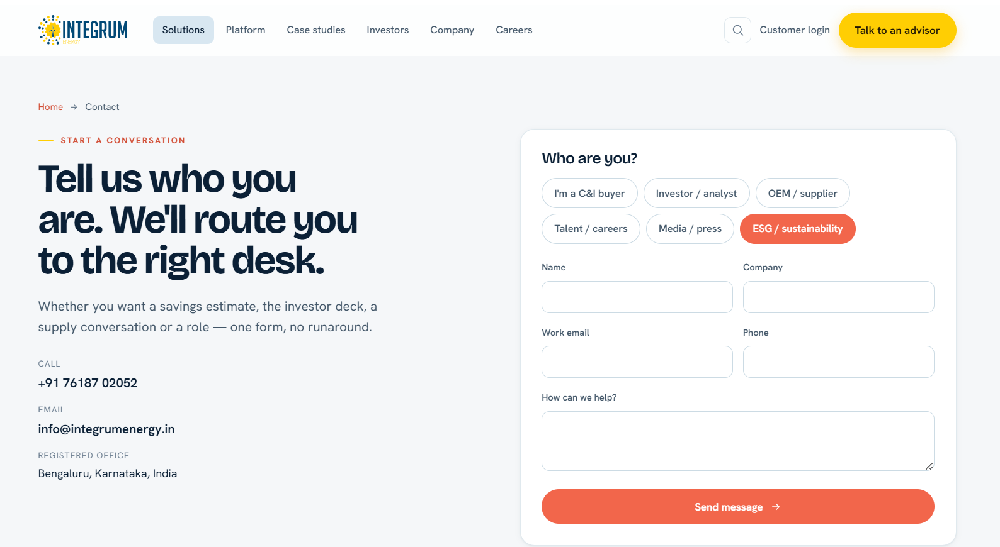 INTEGRUM
ENERGY
Solutions
Platform
Case studies
Investors
Company
Careers
Customer login
Talk to an advisor
Home → Contact
START A CONVERSATION
Tell us who you
are. We'll route you
to the right desk.
Whether you want a savings estimate, the investor deck, a
supply conversation or a role — one form, no runaround.
CALL
+91 76187 02052
EMAIL
info@integrumenergy.in
REGISTERED OFFICE
Bengaluru, Karnataka, India
Who are you?
I'm a C&I buyer
Investor / analyst
OEM / supplier
Talent / careers
Media / press
ESG / sustainability
Name
Company
Work email
Phone
How can we help?
Send message →